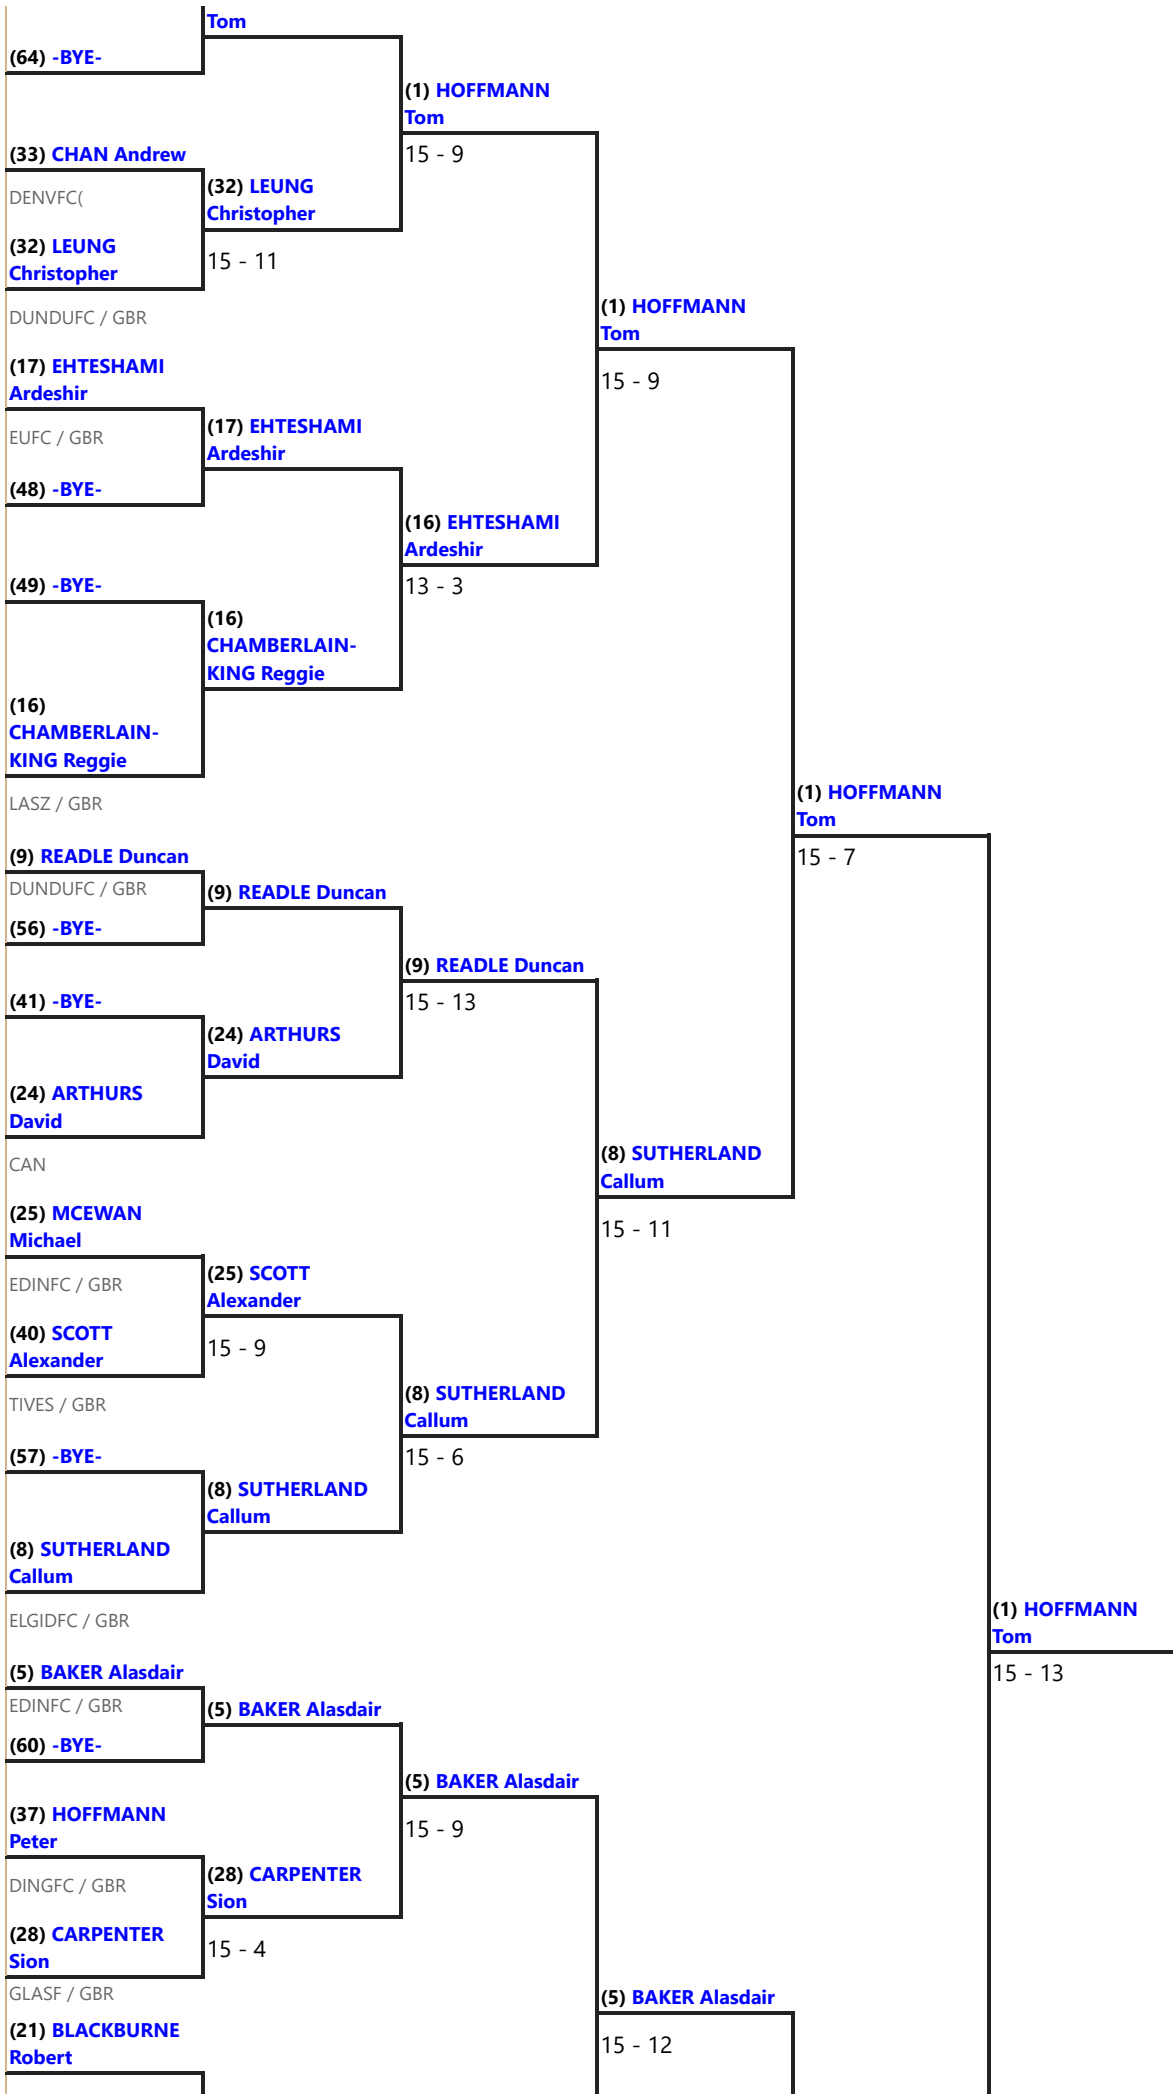 Tom
(64) -BYE-
(1) HOFFMANN
Tom
(33) CHAN Andrew
15 - 9
DENVFC(
(32) LEUNG
Christopher
(32) LEUNG
Christopher
15 - 11
DUNDUFC / GBR
(1) HOFFMANN
Tom
(17) EHTESHAMI
Ardeshir
15 - 9
EUFC / GBR
(17) EHTESHAMI
Ardeshir
(48) -BYE-
(16) EHTESHAMI
Ardeshir
(49) -BYE-
13 - 3
(16)
CHAMBERLAIN-
KING Reggie
(16)
CHAMBERLAIN-
KING Reggie
LASZ / GBR
(1) HOFFMANN
Tom
(9) READLE Duncan
15 - 7
DUNDUFC / GBR
(9) READLE Duncan
(56) -BYE-
(9) READLE Duncan
(41) -BYE-
15 - 13
(24) ARTHURS
David
(24) ARTHURS
David
CAN
(8) SUTHERLAND
Callum
(25) MCEWAN
Michael
15 - 11
EDINFC / GBR
(25) SCOTT
Alexander
(40) SCOTT
Alexander
15 - 9
TIVES / GBR
(8) SUTHERLAND
Callum
(57) -BYE-
15 - 6
(8) SUTHERLAND
Callum
(8) SUTHERLAND
Callum
ELGIDFC / GBR
(1) HOFFMANN
Tom
(5) BAKER Alasdair
15 - 13
EDINFC / GBR
(5) BAKER Alasdair
(60) -BYE-
(5) BAKER Alasdair
(37) HOFFMANN
Peter
15 - 9
DINGFC / GBR
(28) CARPENTER
Sion
(28) CARPENTER
Sion
15 - 4
GLASF / GBR
(5) BAKER Alasdair
(21) BLACKBURNE
Robert
15 - 12